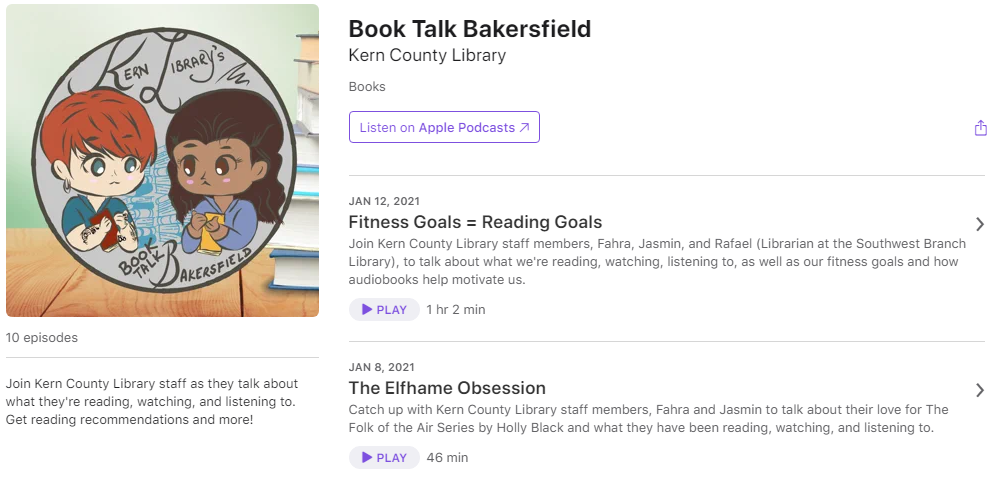 KERN LIBRARY'S
BOOK TALK BAKERSFIELD
10 episodes
Join Kern County Library staff as they talk about
what they're reading, watching, and listening to.
Get reading recommendations and more!
Book Talk Bakersfield
Kern County Library
Books
Listen on Apple Podcasts ↗
JAN 12, 2021
Fitness Goals = Reading Goals
Join Kern County Library staff members, Fahra, Jasmin, and Rafael (Librarian at the Southwest Branch
Library), to talk about what we're reading, watching, listening to, as well as our fitness goals and how
audiobooks help motivate us.
PLAY 1 hr 2 min
JAN 8, 2021
The Elfhame Obsession
Catch up with Kern County Library staff members, Fahra and Jasmin to talk about their love for The
Folk of the Air Series by Holly Black and what they have been reading, watching, and listening to.
PLAY 46 min